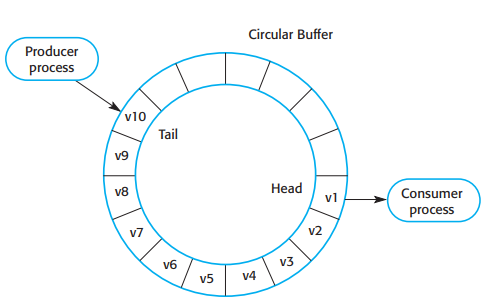 Circular Buffer
Producer
process
v10
Tail
v9
v8
v7
v6
v5
v4
v3
v2
v1
Head
Consumer
process